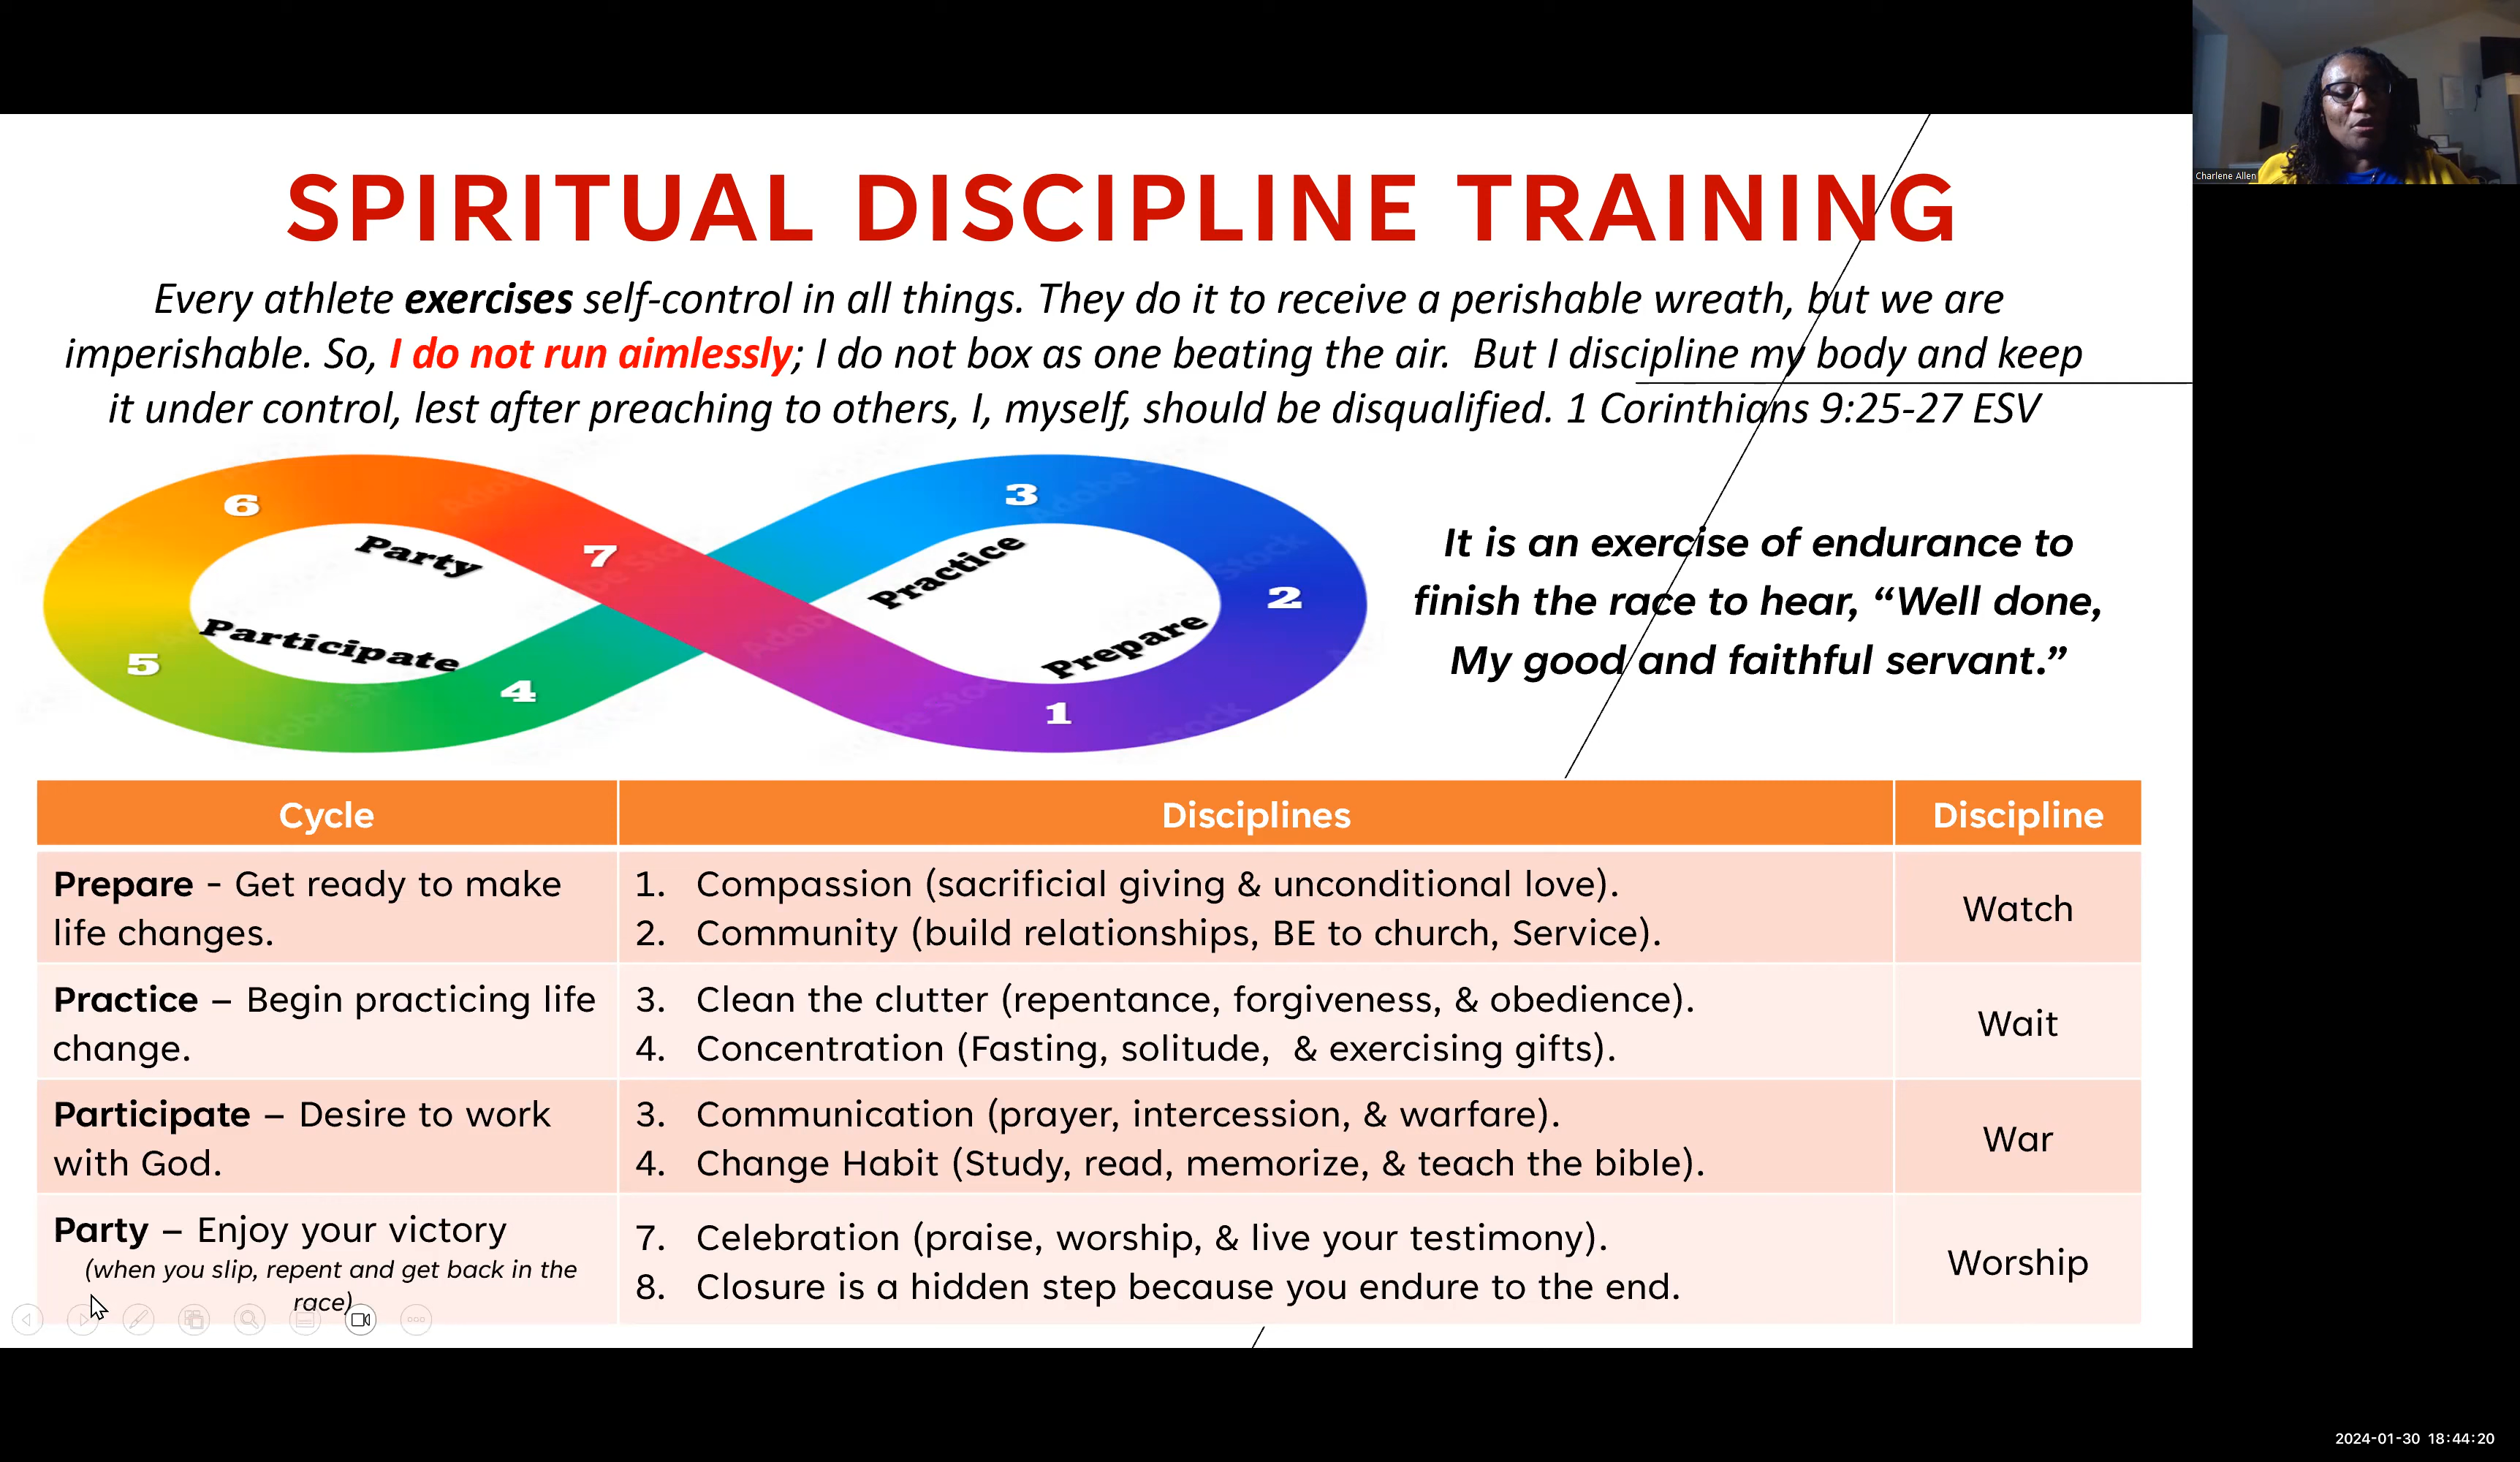 Charlene Allen
SPIRITUAL DISCIPLINE TRAINING
Every athlete exercises self-control in all things. They do it to receive a perishable wreath, but we are
imperishable. So, I do not run aimlessly; I do not box as one beating the air. But I discipline my body and keep
it under control, lest after preaching to others, I, myself, should be disqualified. 1 Corinthians 9:25-27 ESV
6
Party
7
Participate
5
4
3
Practice
2
Prepare
1
It is an exercise of endurance to
finish the race to hear, “Well done,
My good and faithful servant.”
Cycle
Disciplines
Discipline
Prepare - Get ready to make
life changes.
1. Compassion (sacrificial giving & unconditional love).
2. Community (build relationships, BE to church, Service).
Watch
Practice – Begin practicing life
change.
3. Clean the clutter (repentance, forgiveness, & obedience).
4. Concentration (Fasting, solitude, & exercising gifts).
Wait
Participate – Desire to work
with God.
3. Communication (prayer, intercession, & warfare).
4. Change Habit (Study, read, memorize, & teach the bible).
War
Party – Enjoy your victory
(when you slip, repent and get back in the
race)
7. Celebration (praise, worship, & live your testimony).
8. Closure is a hidden step because you endure to the end.
Worship
2024-01-30 18:44:20